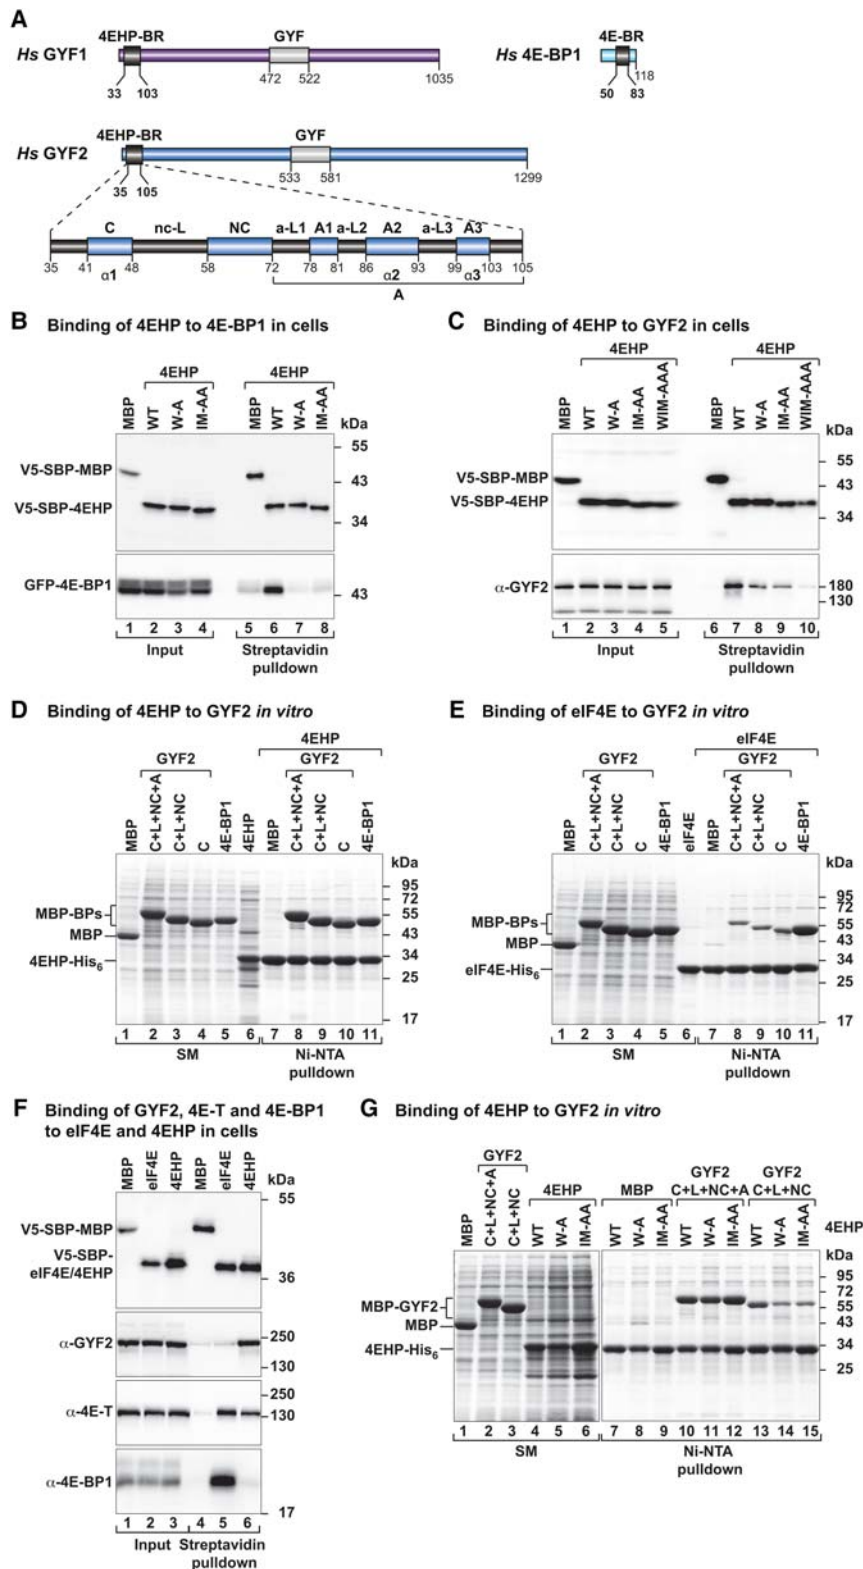 A
4EHP-BR GYF 4E-BR
Hs GYF1 Hs 4E-BP1
472 522 1035 118
33 103 50 83
4EHP-BR GYF
Hs GYF2
533 581 1299
35 105
C nc-L NC a-L1 A1 a-L2 A2 a-L3 A3
35 41 48 58 72 78 81 86 93 99 103 105
α1 α2 α3
A
B Binding of 4EHP to 4E-BP1 in cells
4EHP 4EHP
MBP WT W-A IM-AA MBP WT W-A IM-AA
kDa
55
V5-SBP-MBP
43
V5-SBP-4EHP
34
GFP-4E-BP1
43
1 2 3 4 5 6 7 8
Input Streptavidin
pulldown
C Binding of 4EHP to GYF2 in cells
4EHP 4EHP
MBP WT W-A IM-AA WIM-AAA MBP WT W-A IM-AA WIM-AAA
kDa
55
V5-SBP-MBP
43
V5-SBP-4EHP
34
α-GYF2
180
130
1 2 3 4 5 6 7 8 9 10
Input Streptavidin
pulldown
D Binding of 4EHP to GYF2 in vitro
4EHP
GYF2 GYF2
MBP C+L+NC+A C+L+NC C 4E-BP1 4EHP MBP C+L+NC+A C+L+NC C 4E-BP1
kDa
95
72
MBP-BPs
55
MBP
43
4EHP-His6
34
25
17
1 2 3 4 5 6 7 8 9 10 11
SM Ni-NTA
pulldown
E Binding of eIF4E to GYF2 in vitro
eIF4E
GYF2 GYF2
MBP C+L+NC+A C+L+NC C 4E-BP1 eIF4E MBP C+L+NC+A C+L+NC C 4E-BP1
kDa
95
72
MBP-BPs
55
MBP
43
34
eIF4E-His6
25
17
1 2 3 4 5 6 7 8 9 10 11
SM Ni-NTA
pulldown
F Binding of GYF2, 4E-T and 4E-BP1
to eIF4E and 4EHP in cells
MBP eIF4E 4EHP MBP eIF4E 4EHP
kDa
55
V5-SBP-MBP
V5-SBP-
eIF4E/4EHP
36
α-GYF2
250
130
α-4E-T
250
130
α-4E-BP1
17
1 2 3 4 5 6
Input Streptavidin
pulldown
G Binding of 4EHP to GYF2 in vitro
GYF2 GYF2 GYF2
4EHP MBP C+L+NC+A C+L+NC
MBP C+L+NC+A C+L+NC WT W-A IM-AA WT W-A IM-AA WT W-A IM-AA WT W-A IM-AA 4EHP
kDa
95
72
MBP-GYF2
55
MBP
43
4EHP-His6
34
25
1 2 3 4 5 6 7 8 9 10 11 12 13 14 15
SM Ni-NTA
pulldown